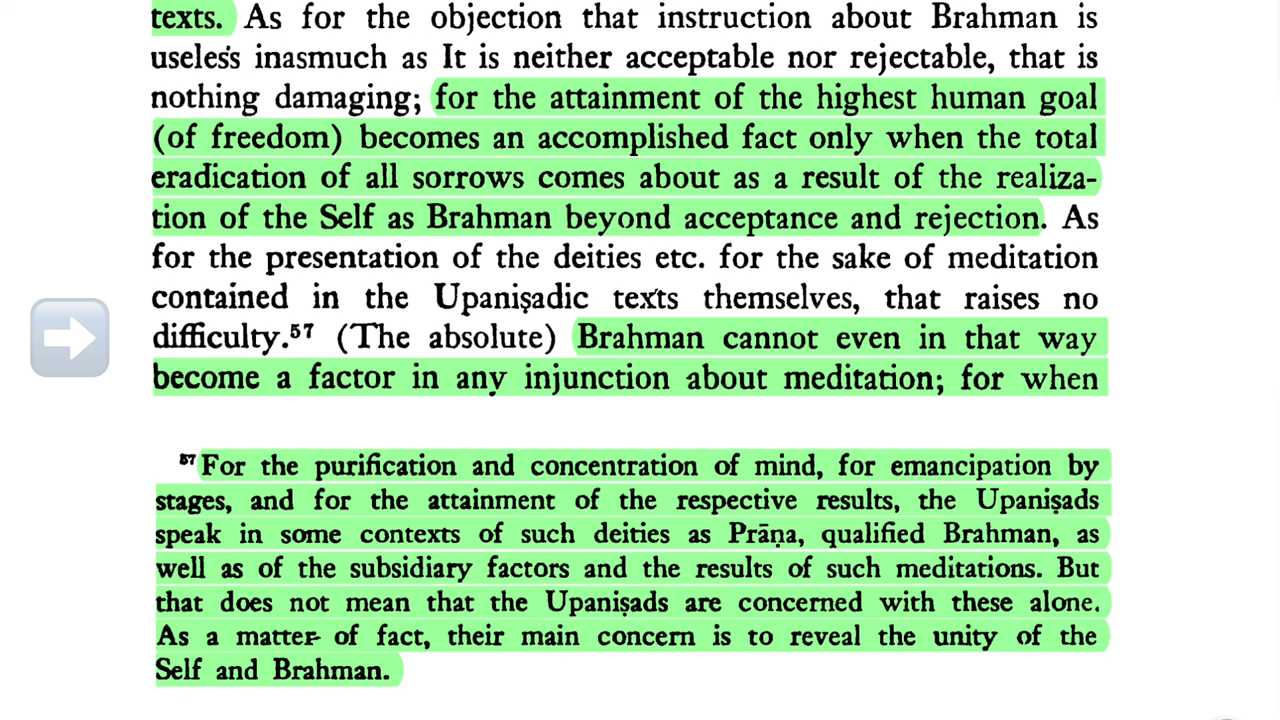 texts. As for the objection that instruction about Brahman is
useless inasmuch as It is neither acceptable nor rejectable, that is
nothing damaging; for the attainment of the highest human goal
(of freedom) becomes an accomplished fact only when the total
eradication of all sorrows comes about as a result of the realiza-
tion of the Self as Brahman beyond acceptance and rejection. As
for the presentation of the deities etc. for the sake of meditation
contained in the Upaniṣadic texts themselves, that raises no
difficulty.⁵⁷ (The absolute) Brahman cannot even in that way
become a factor in any injunction about meditation; for when
⁵⁷ For the purification and concentration of mind, for emancipation by
stages, and for the attainment of the respective results, the Upaniṣads
speak in some contexts of such deities as Prāṇa, qualified Brahman, as
well as of the subsidiary factors and the results of such meditations. But
that does not mean that the Upaniṣads are concerned with these alone.
As a matter of fact, their main concern is to reveal the unity of the
Self and Brahman.